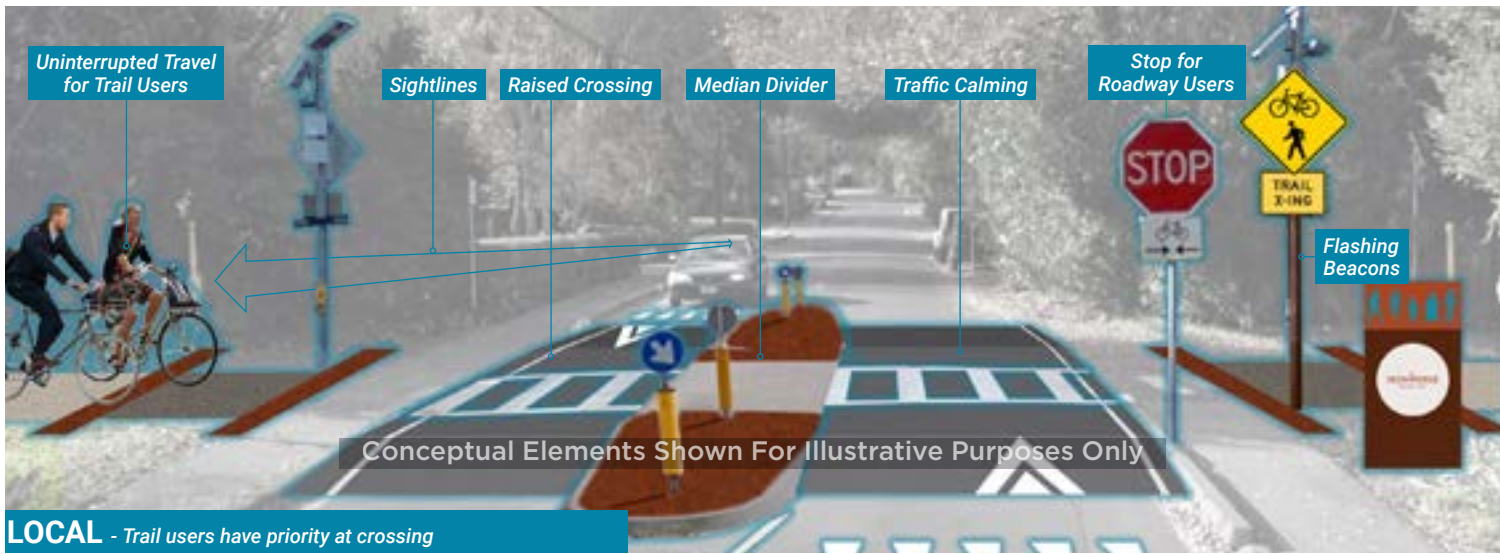 Uninterrupted Travel
for Trail Users
Sightlines
Raised Crossing
Median Divider
Traffic Calming
Stop for
Roadway Users
STOP
TRAIL
X-ING
Flashing
Beacons
Conceptual Elements Shown For Illustrative Purposes Only
LOCAL - Trail users have priority at crossing